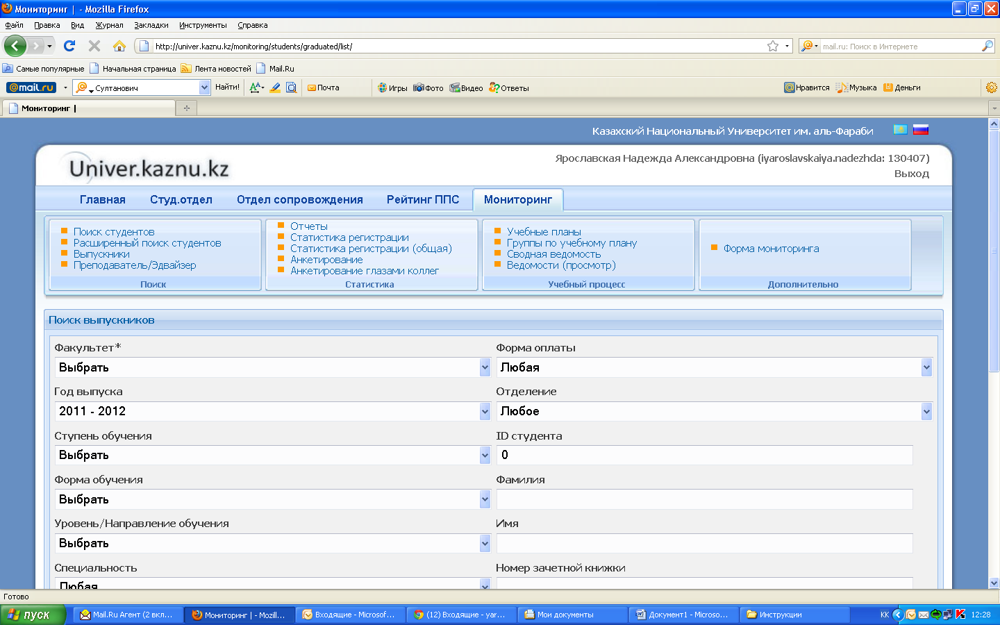 Мониторинг | - Mozilla Firefox
Файл Правка Вид Журнал Закладки Инструменты Справка
http://univer.kaznu.kz/monitoring/students/graduated/list/
mail.ru: Поиск в Интернете
Самые популярные Начальная страница Лента новостей Mail.Ru
@mail.ru Султанович Найти! Почта Игры Фото Видео Ответы Нравится Музыка Деньги
Мониторинг |
Казахский Национальный Университет им. аль-Фараби
Univer.kaznu.kz
Ярославская Надежда Александровна (iyaroslavskaiya.nadezhda: 130407)
Выход
Главная Студ.отдел Отдел сопровождения Рейтинг ППС Мониторинг
Поиск студентов
Расширенный поиск студентов
Выпускники
Преподаватель/Эдвайзер
Поиск
Отчеты
Статистика регистрации
Статистика регистрации (общая)
Анкетирование
Анкетирование глазами коллег
Статистика
Учебные планы
Группы по учебному плану
Сводная ведомость
Ведомости (просмотр)
Учебный процесс
Форма мониторинга
Дополнительно
Поиск выпускников
Факультет* Форма оплаты
Выбрать Любая
Год выпуска Отделение
2011 - 2012 Любое
Ступень обучения ID студента
Выбрать 0
Форма обучения Фамилия
Выбрать
Уровень/Направление обучения Имя
Выбрать
Специальность Номер зачетной книжки
Любая
Готово
пуск Mail.Ru Агент (2 вкл... Мониторинг | - Mozill... Входящие - Microsof... (12) Входящие - yar... Мои документы Документ1 - Microso... Инструкции KK 12:28